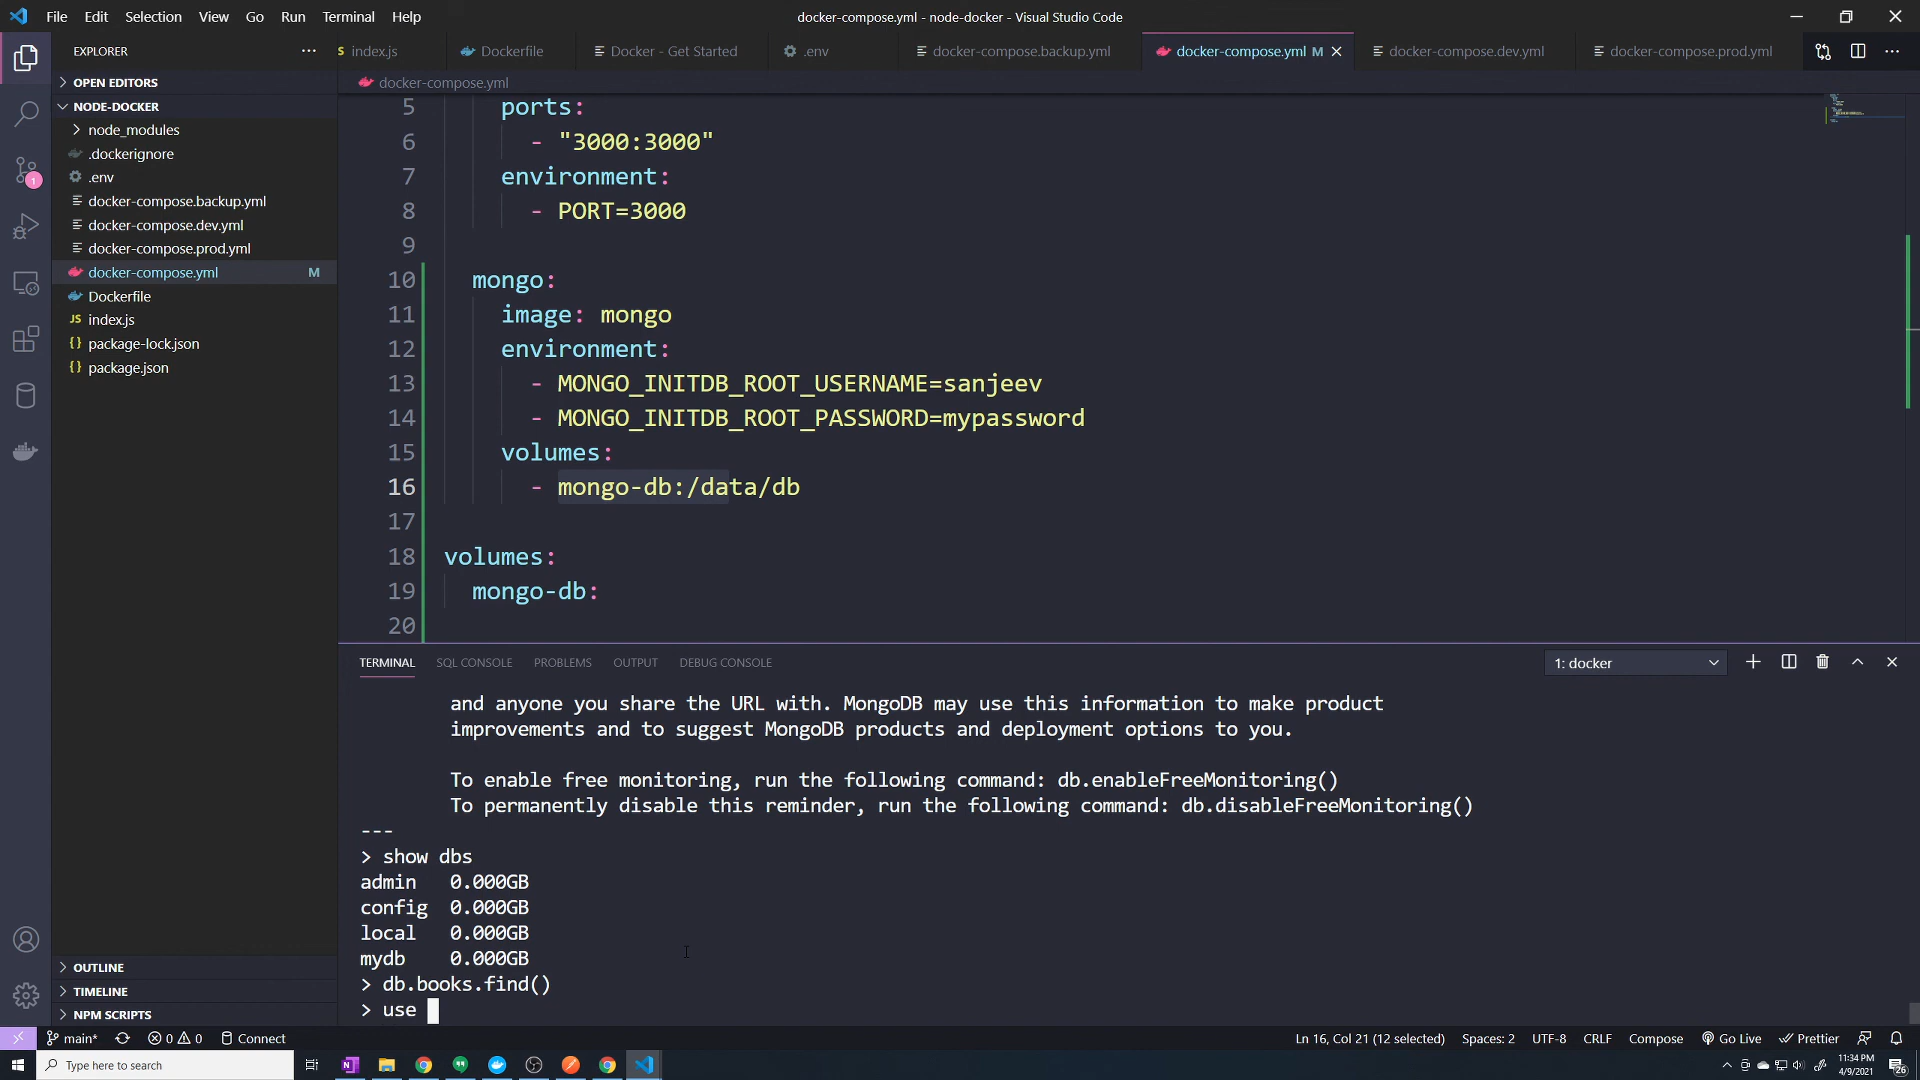 File Edit Selection View Go Run Terminal Help
docker-compose.yml - node-docker - Visual Studio Code
EXPLORER
index.js
Dockerfile
Docker - Get Started
.env
docker-compose.backup.yml
docker-compose.yml M
docker-compose.dev.yml
docker-compose.prod.yml
OPEN EDITORS
NODE-DOCKER
node_modules
.dockerignore
.env
docker-compose.backup.yml
docker-compose.dev.yml
docker-compose.prod.yml
docker-compose.yml M
Dockerfile
JS index.js
{} package-lock.json
{} package.json
OUTLINE
TIMELINE
NPM SCRIPTS
1
docker-compose.yml
5 ports:
6 - "3000:3000"
7 environment:
8 - PORT=3000
9
10 mongo:
11 image: mongo
12 environment:
13 - MONGO_INITDB_ROOT_USERNAME=sanjeev
14 - MONGO_INITDB_ROOT_PASSWORD=mypassword
15 volumes:
16 - mongo-db:/data/db
17
18 volumes:
19 mongo-db:
20
TERMINAL SQL CONSOLE PROBLEMS OUTPUT DEBUG CONSOLE
1: docker
and anyone you share the URL with. MongoDB may use this information to make product
improvements and to suggest MongoDB products and deployment options to you.
To enable free monitoring, run the following command: db.enableFreeMonitoring()
To permanently disable this reminder, run the following command: db.disableFreeMonitoring()
---
> show dbs
admin 0.000GB
config 0.000GB
local 0.000GB
mydb 0.000GB
> db.books.find()
> use
main* 0 0 Connect
Ln 16, Col 21 (12 selected) Spaces: 2 UTF-8 CRLF Compose Go Live Prettier
Type here to search
11:34 PM
4/9/2021
26